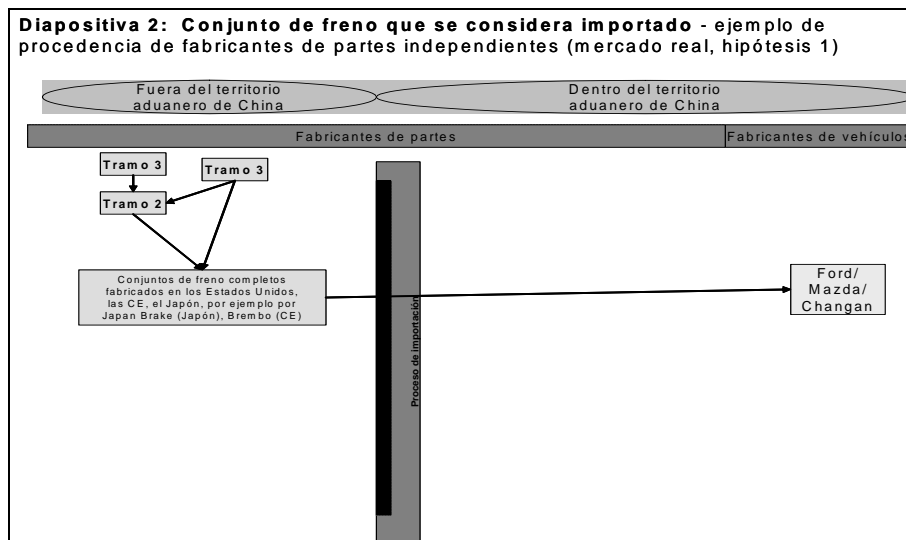 Diapositiva 2: Conjunto de freno que se considera importado - ejemplo de
procedencia de fabricantes de partes independientes (mercado real, hipótesis 1)
Fuera del territorio
aduanero de China
Dentro del territorio
aduanero de China
Fabricantes de partes
Fabricantes de vehículos
Tramo 3
Tramo 3
Tramo 2
Conjuntos de freno completos
fabricados en los Estados Unidos,
las CE, el Japón, por ejemplo por
Japan Brake (Japón), Brembo (CE)
Proceso de importación
Ford/
Mazda/
Changan